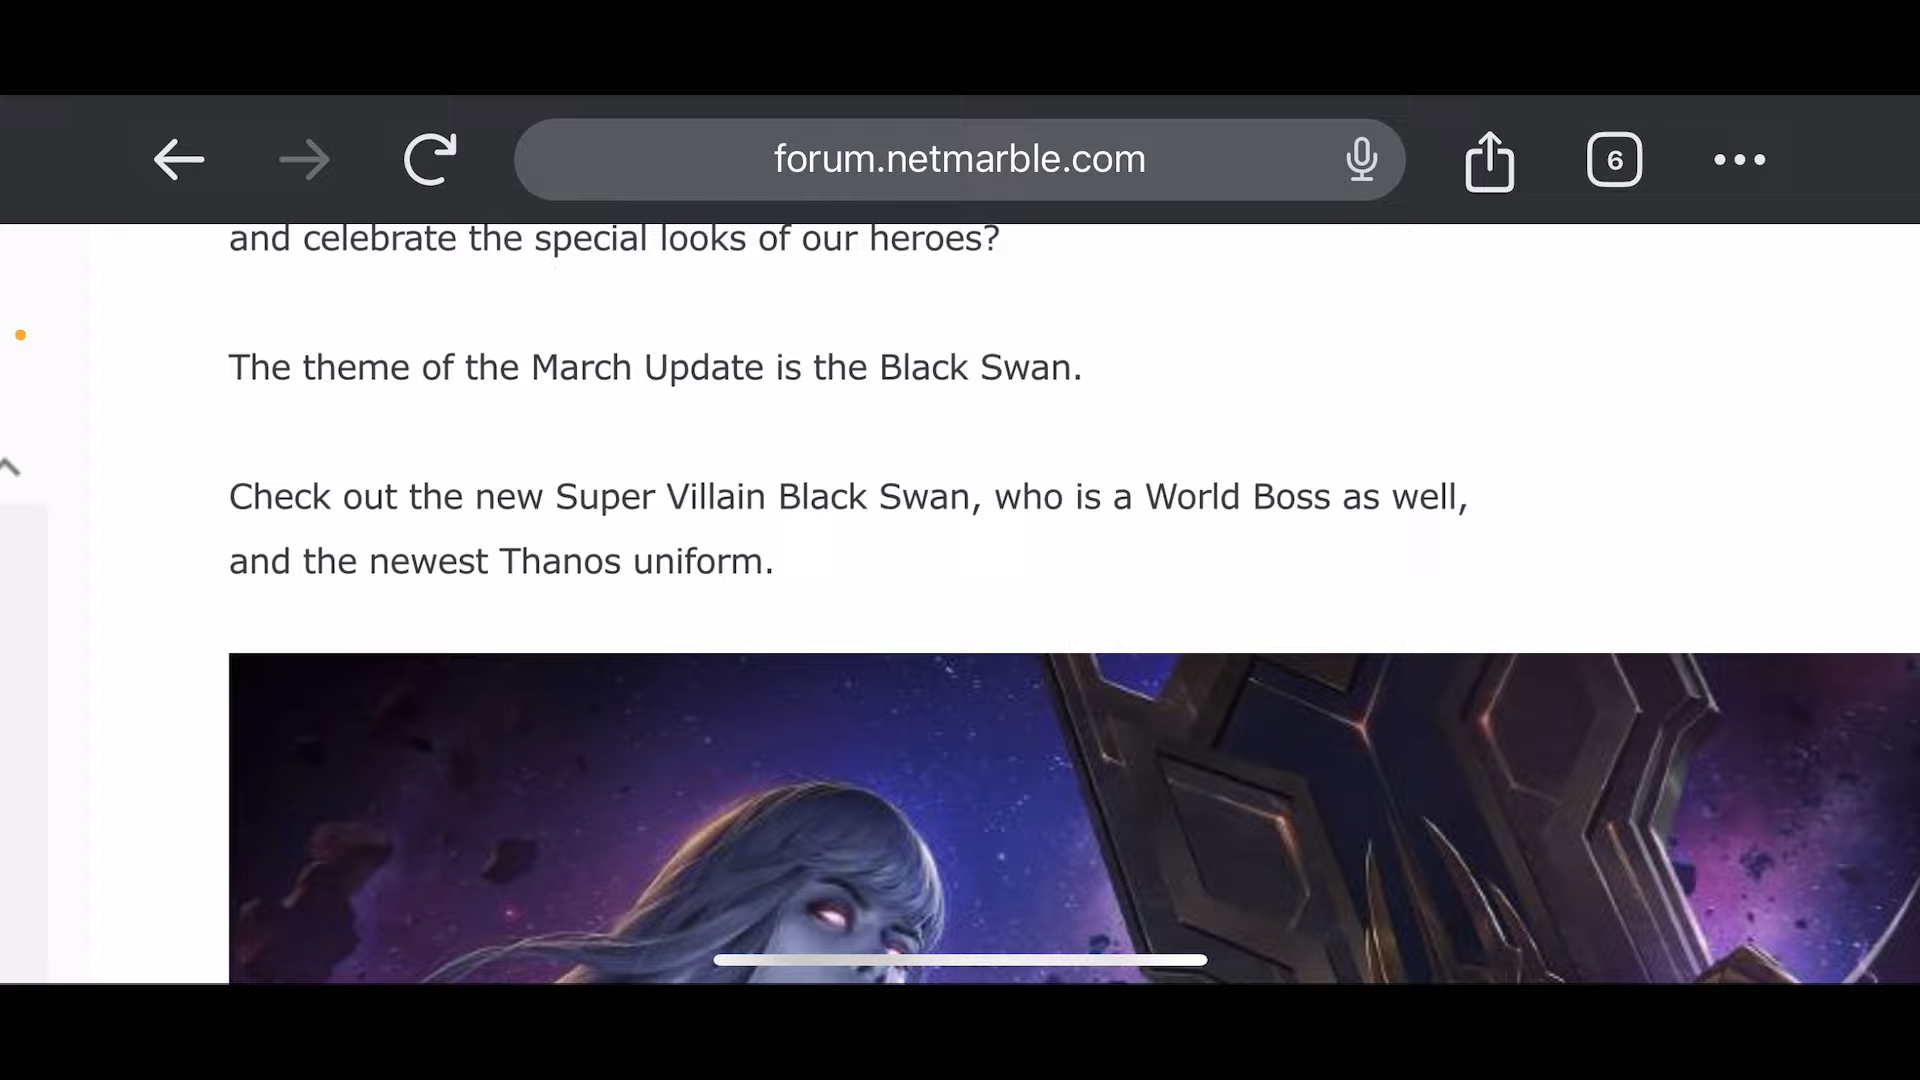 forum.netmarble.com
6
and celebrate the special looks of our heroes?
The theme of the March Update is the Black Swan.
Check out the new Super Villain Black Swan, who is a World Boss as well,
and the newest Thanos uniform.